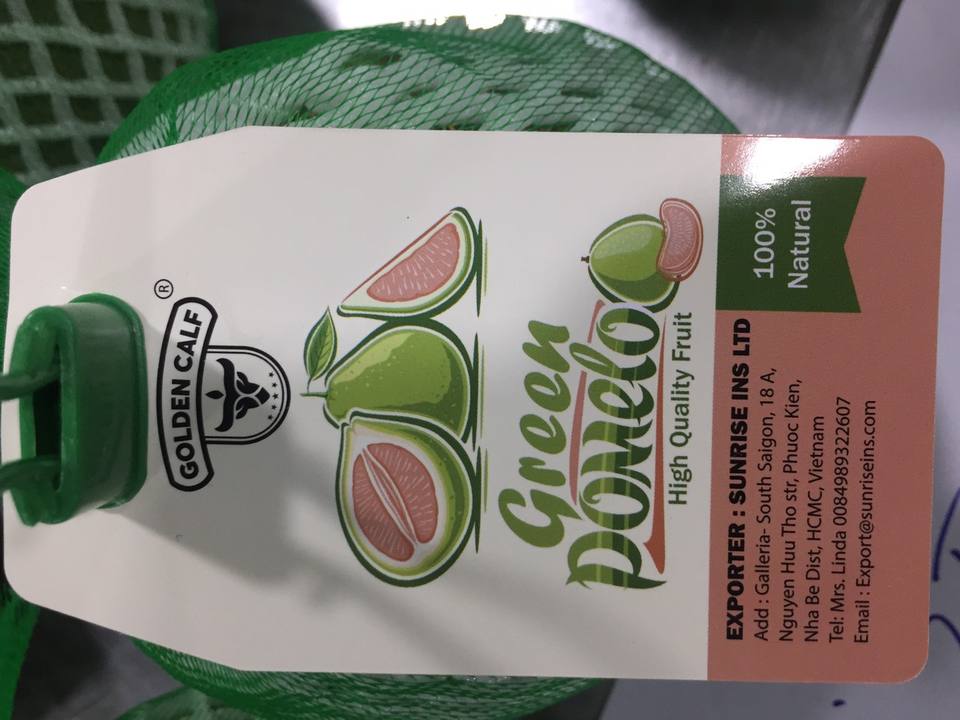 GOLDEN CALF
®
Green
pomelo
High Quality Fruit
100%
Natural
EXPORTER : SUNRISE INS LTD
Add : Galleria- South Saigon, 18 A,
Nguyen Huu Tho str, Phuoc Kien,
Nha Be Dist, HCMC, Vietnam
Tel: Mrs. Linda 0084989322607
Email : Export@sunriseins.com